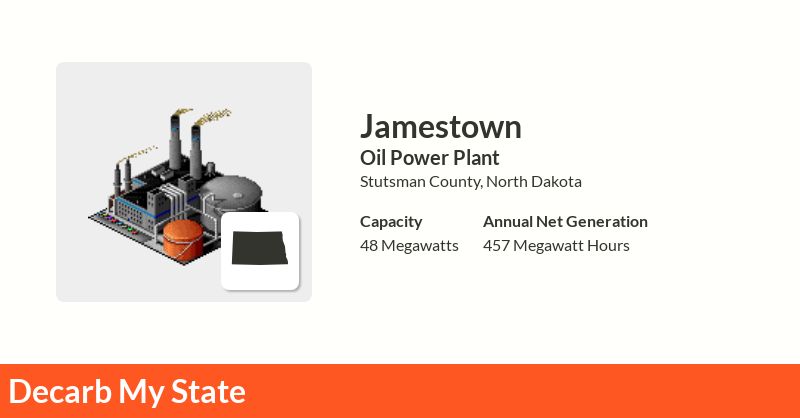 Jamestown
Oil Power Plant
Stutsman County, North Dakota
Capacity
48 Megawatts
Annual Net Generation
457 Megawatt Hours
Decarb My State